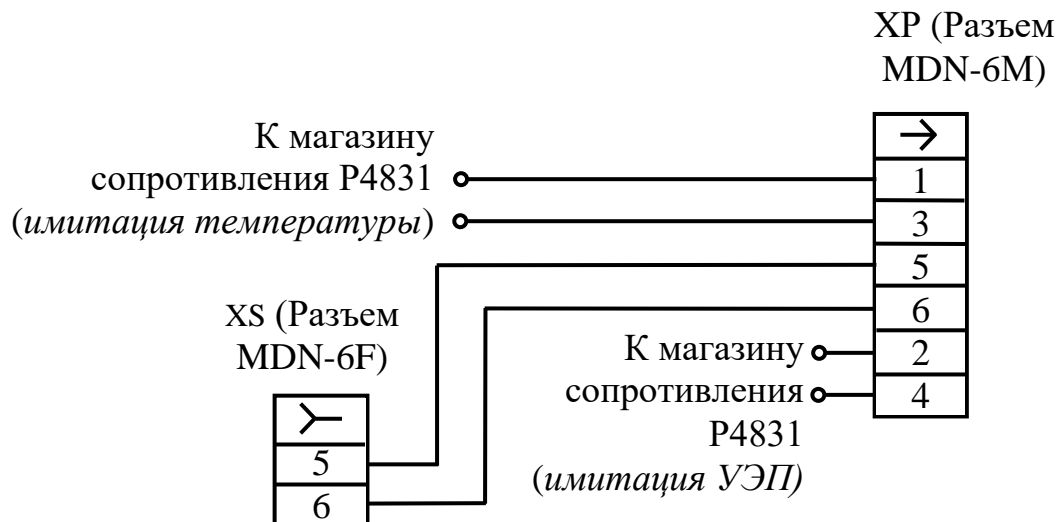 XP (Разъем
MDN-6M)
К магазину
сопротивления Р4831
(имитация температуры)
1
3
5
6
2
4
XS (Разъем
MDN-6F)
5
6
К магазину
сопротивления
Р4831
(имитация УЭП)